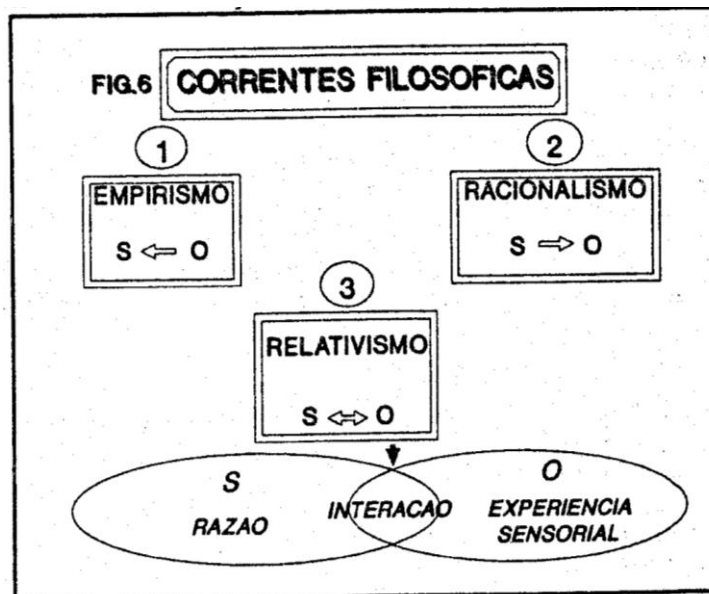 FIG.6 CORRENTES FILOSOFICAS
1
EMPIRISMO
S ⇐ O
2
RACIONALISMO
S ⇒ O
3
RELATIVISMO
S ⇔ O
S
RAZAO
INTERACAO
O
EXPERIENCIA
SENSORIAL